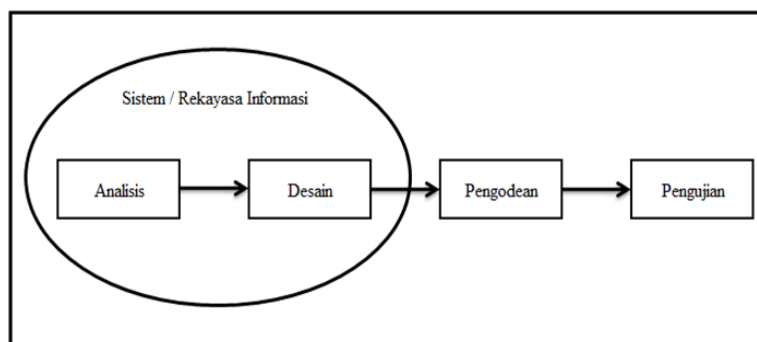 Sistem / Rekayasa Informasi
Analisis
Desain
Pengodean
Pengujian